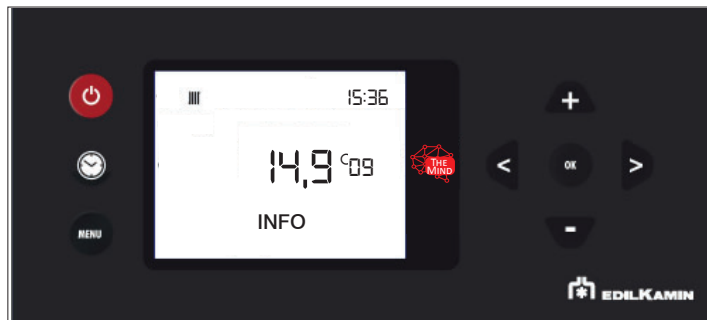 15:36
14,9 C09
INFO
MENU
THE
MIND
+
<
OK
>
-
EDILKAMIN